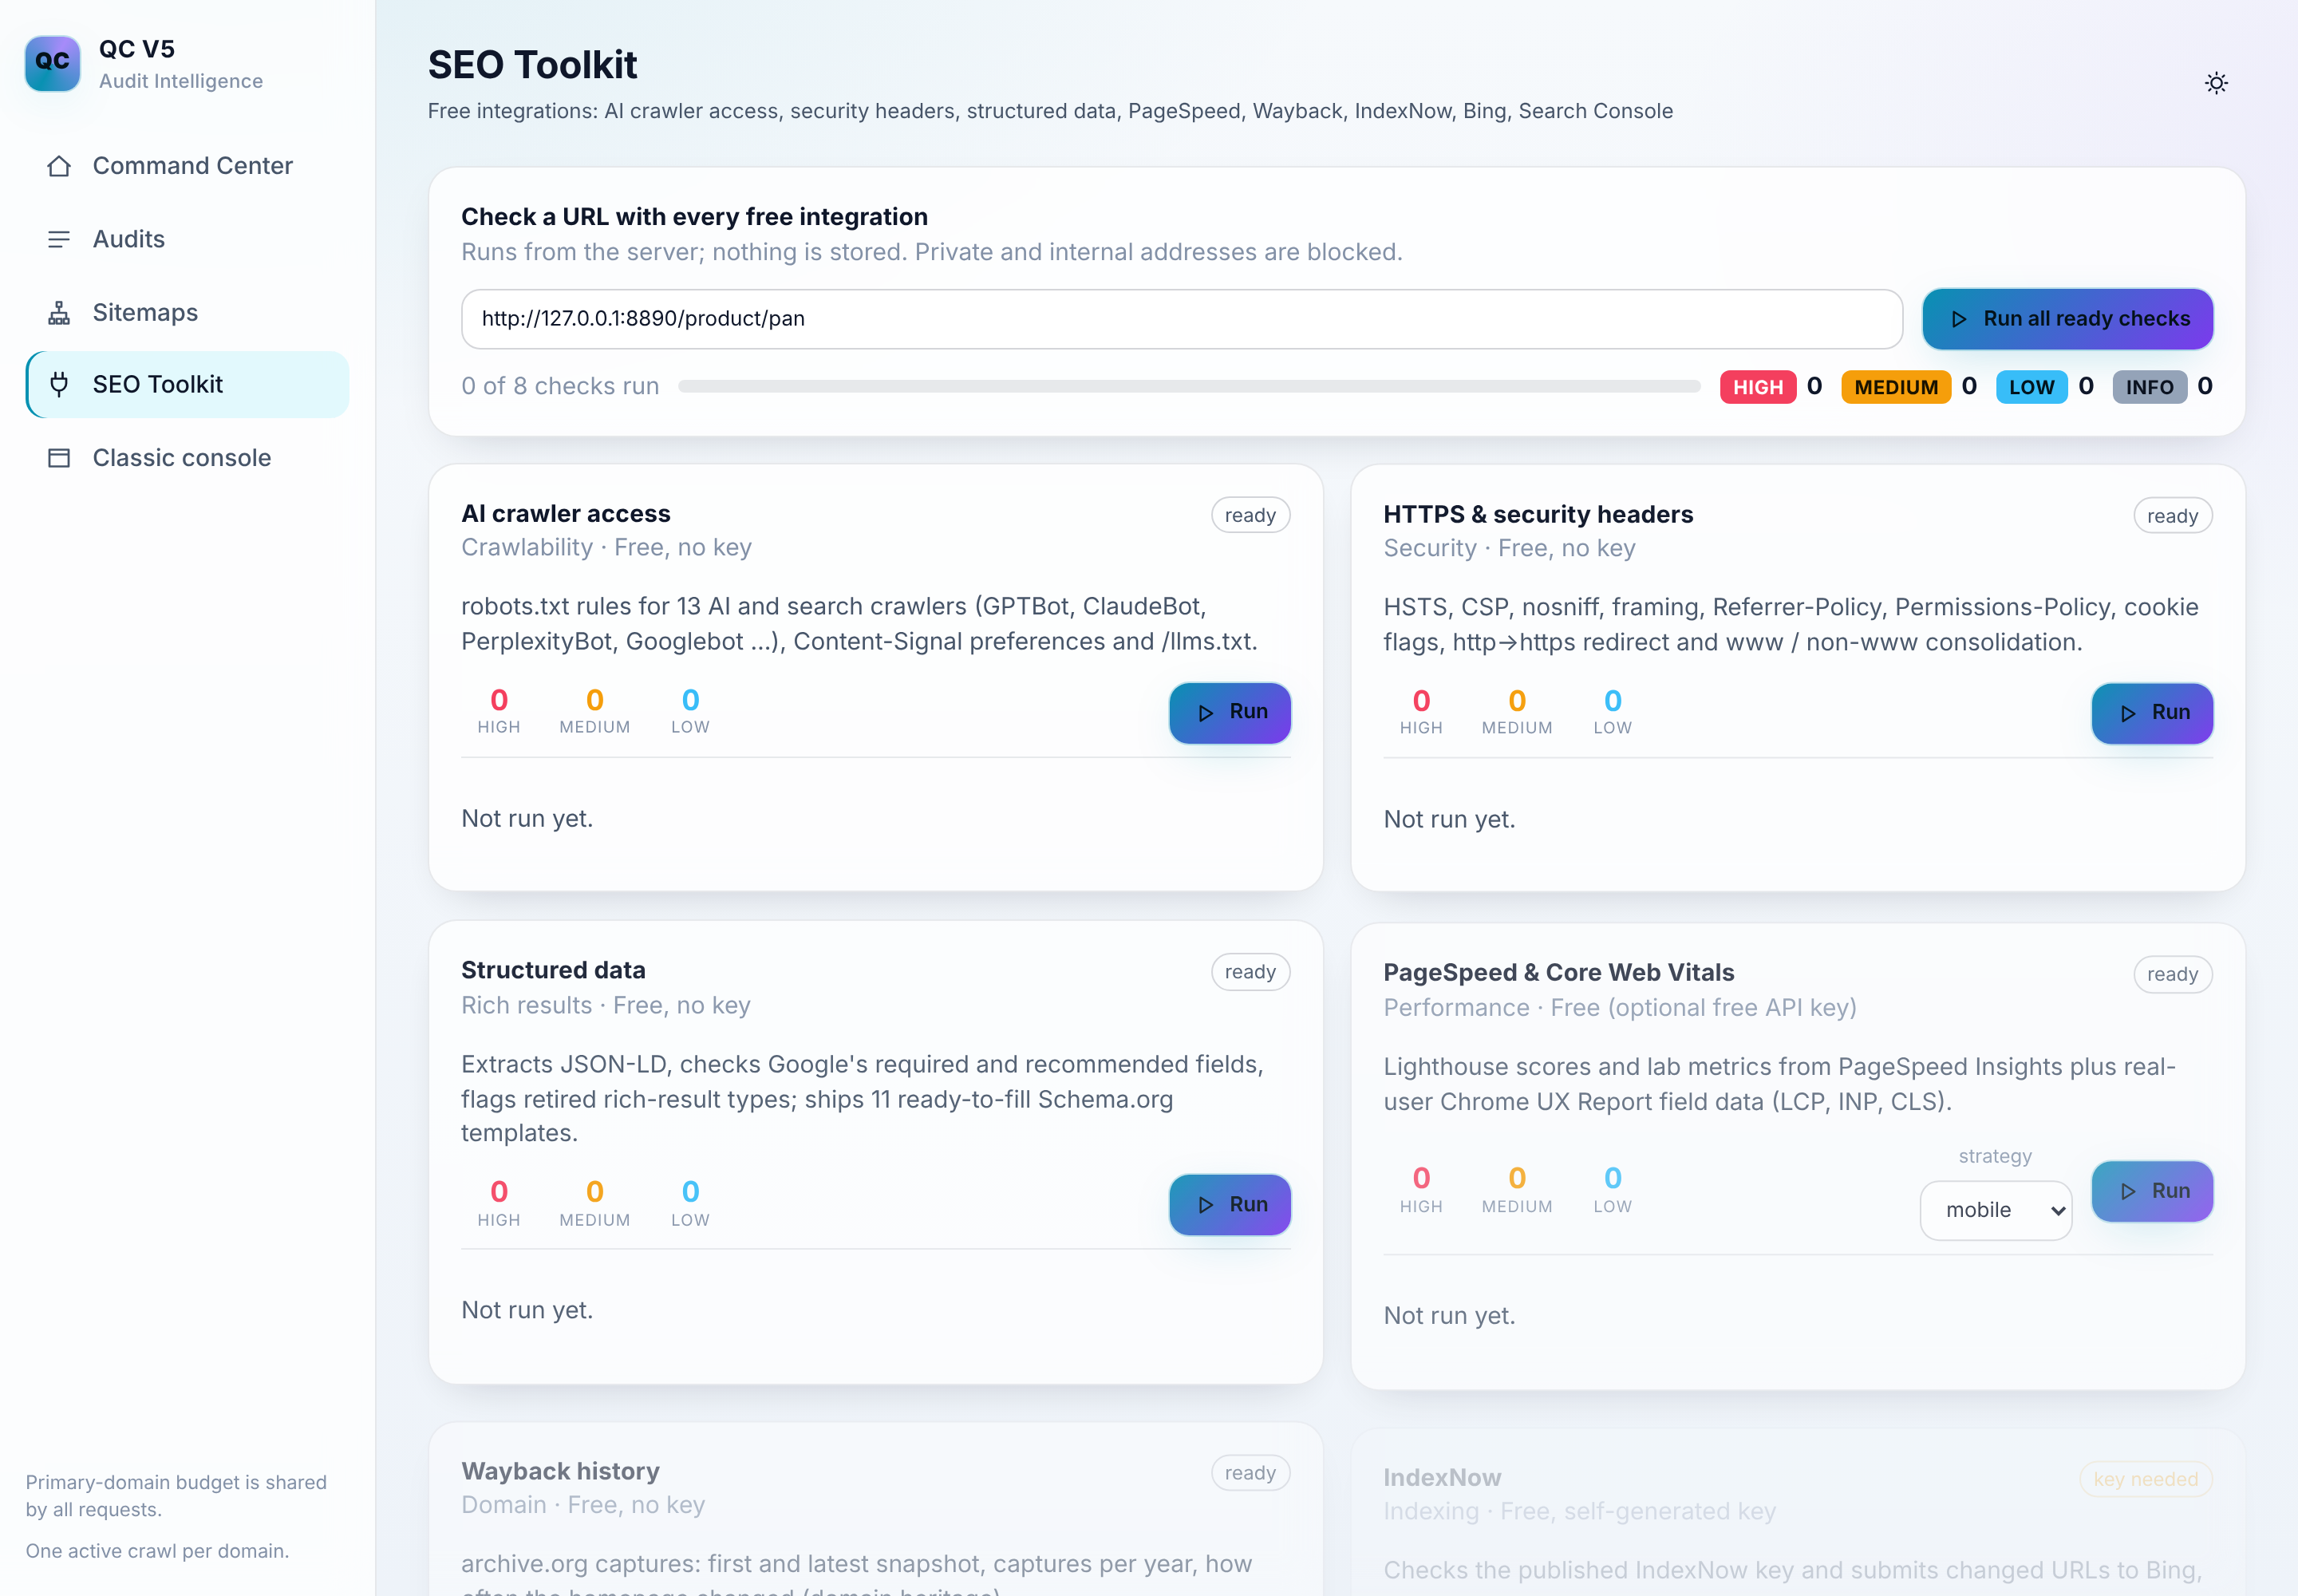 QC
QC V5
Audit Intelligence
Command Center
Audits
Sitemaps
SEO Toolkit
Classic console
Primary-domain budget is shared
by all requests.
One active crawl per domain.
SEO Toolkit
Free integrations: AI crawler access, security headers, structured data, PageSpeed, Wayback, IndexNow, Bing, Search Console
Check a URL with every free integration
Runs from the server; nothing is stored. Private and internal addresses are blocked.
http://127.0.0.1:8890/product/pan
Run all ready checks
0 of 8 checks run
HIGH 0 MEDIUM 0 LOW 0 INFO 0
AI crawler access
ready
Crawlability · Free, no key
robots.txt rules for 13 AI and search crawlers (GPTBot, ClaudeBot,
PerplexityBot, Googlebot ...), Content-Signal preferences and /llms.txt.
0 0 0
HIGH MEDIUM LOW
Run
Not run yet.
HTTPS & security headers
ready
Security · Free, no key
HSTS, CSP, nosniff, framing, Referrer-Policy, Permissions-Policy, cookie
flags, http→https redirect and www / non-www consolidation.
0 0 0
HIGH MEDIUM LOW
Run
Not run yet.
Structured data
ready
Rich results · Free, no key
Extracts JSON-LD, checks Google's required and recommended fields,
flags retired rich-result types; ships 11 ready-to-fill Schema.org
templates.
0 0 0
HIGH MEDIUM LOW
Run
Not run yet.
PageSpeed & Core Web Vitals
ready
Performance · Free (optional free API key)
Lighthouse scores and lab metrics from PageSpeed Insights plus real-
user Chrome UX Report field data (LCP, INP, CLS).
0 0 0
HIGH MEDIUM LOW
strategy
mobile
Run
Not run yet.
Wayback history
ready
Domain · Free, no key
archive.org captures: first and latest snapshot, captures per year, how
often the homepage changed (domain heritage)
IndexNow
key needed
Indexing · Free, self-generated key
Checks the published IndexNow key and submits changed URLs to Bing,